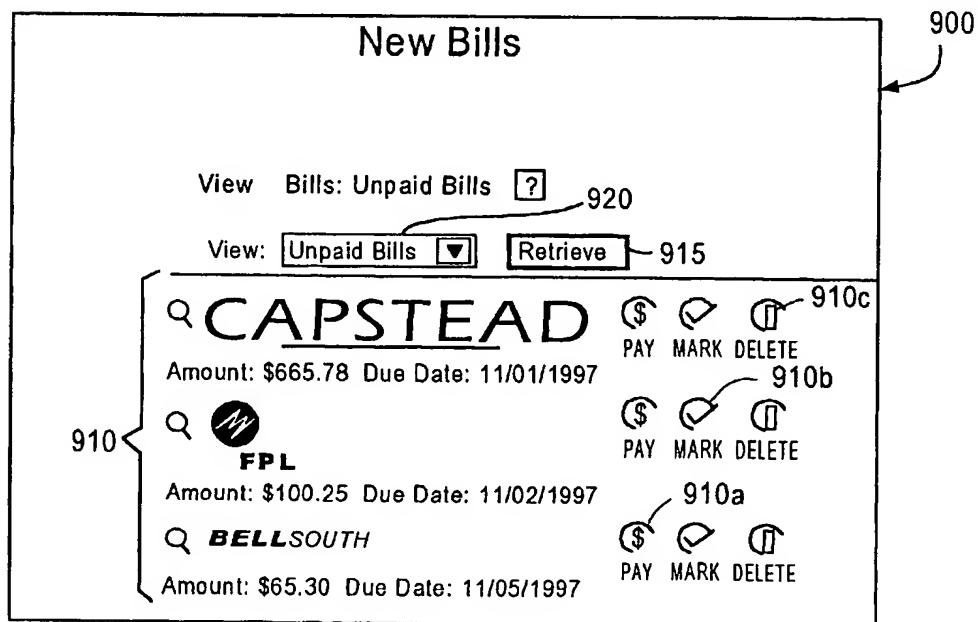 New Bills
900
View Bills: Unpaid Bills ?
920
View: Unpaid Bills Retrieve 915
CAPSTEAD
910c
$
PAY MARK DELETE
Amount: $665.78 Due Date: 11/01/1997
910b
910
$
FPL
PAY MARK DELETE
Amount: $100.25 Due Date: 11/02/1997
910a
BELLSOUTH
$
PAY MARK DELETE
Amount: $65.30 Due Date: 11/05/1997